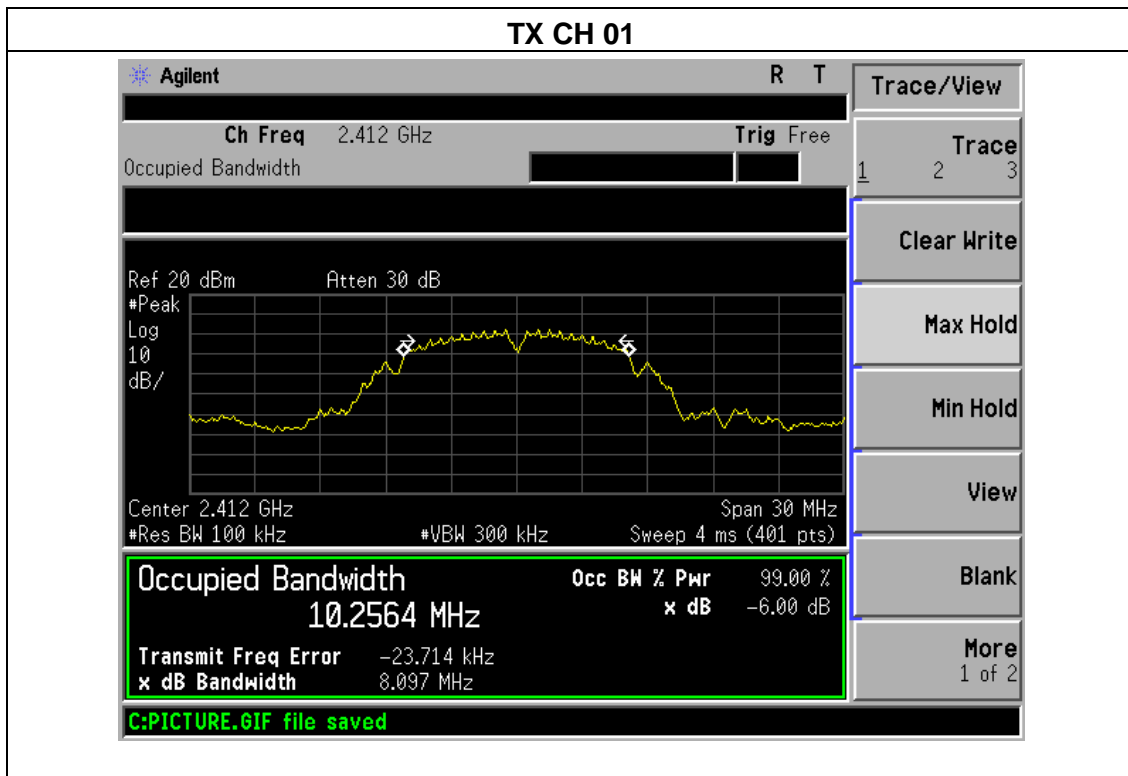 TX CH 01
Agilent R T
Ch Freq 2.412 GHz Trig Free
Occupied Bandwidth
Ref 20 dBm Atten 30 dB
#Peak
Log
10
dB/
Center 2.412 GHz Span 30 MHz
#Res BW 100 kHz #VBW 300 kHz Sweep 4 ms (401 pts)
Occupied Bandwidth Occ BW % Pwr 99.00 %
10.2564 MHz x dB -6.00 dB
Transmit Freq Error -23.714 kHz
x dB Bandwidth 8.097 MHz
C:PICTURE.GIF file saved
Trace/View
Trace
1 2 3
Clear Write
Max Hold
Min Hold
View
Blank
More
1 of 2